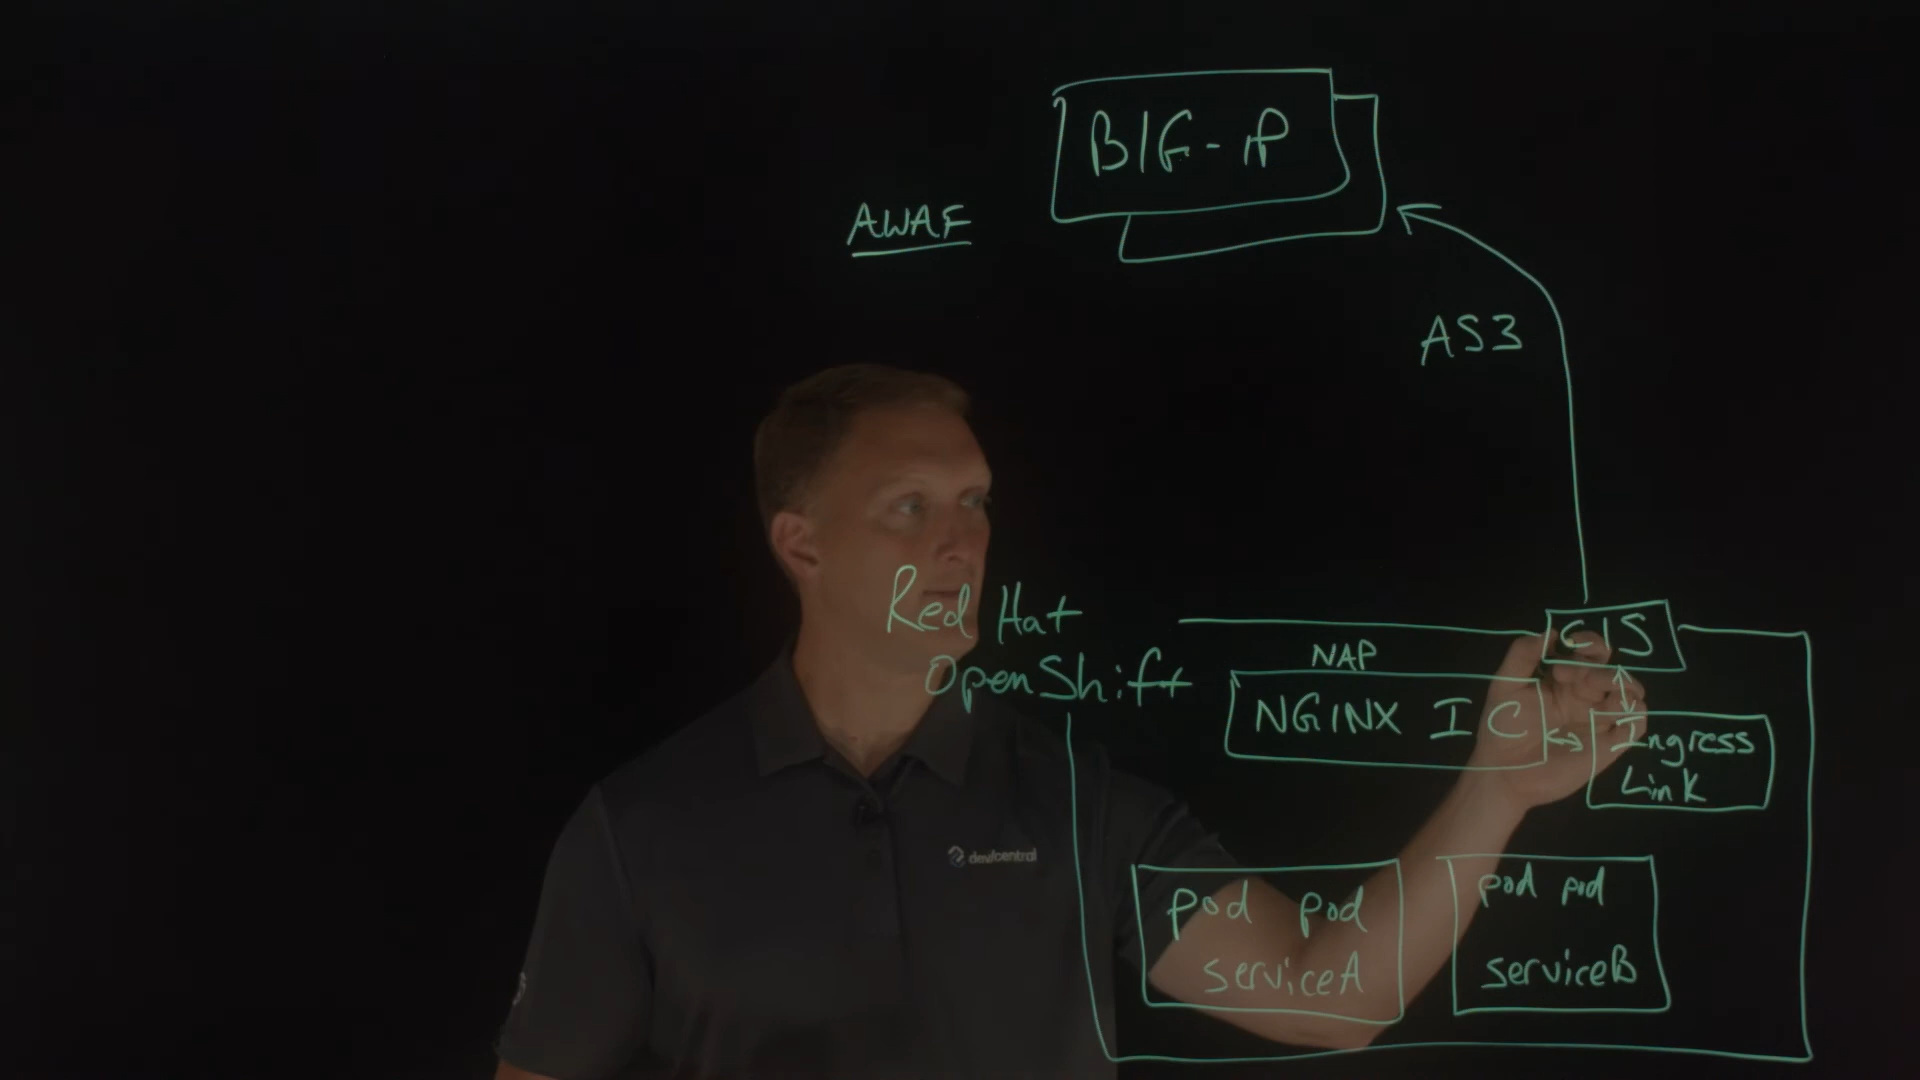 BIG-IP
AWAF
AS3
Red Hat
OpenShift
CIS
NAP
NGINX IC
Ingress
Link
pod pod
serviceA
pod pod
serviceB
devcentral